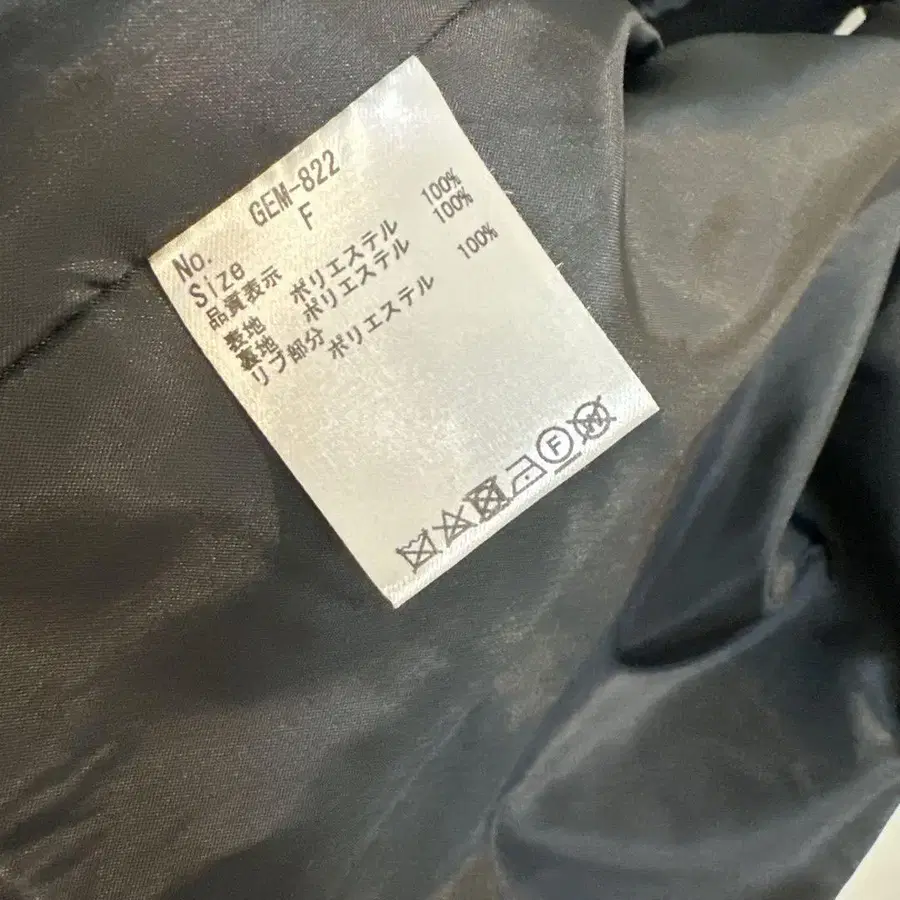 No. GEM-822
Size F
品質表示
表地 ポリエステル 100%
裏地 ポリエステル 100%
リブ部分 ポリエステル 100%
F
W